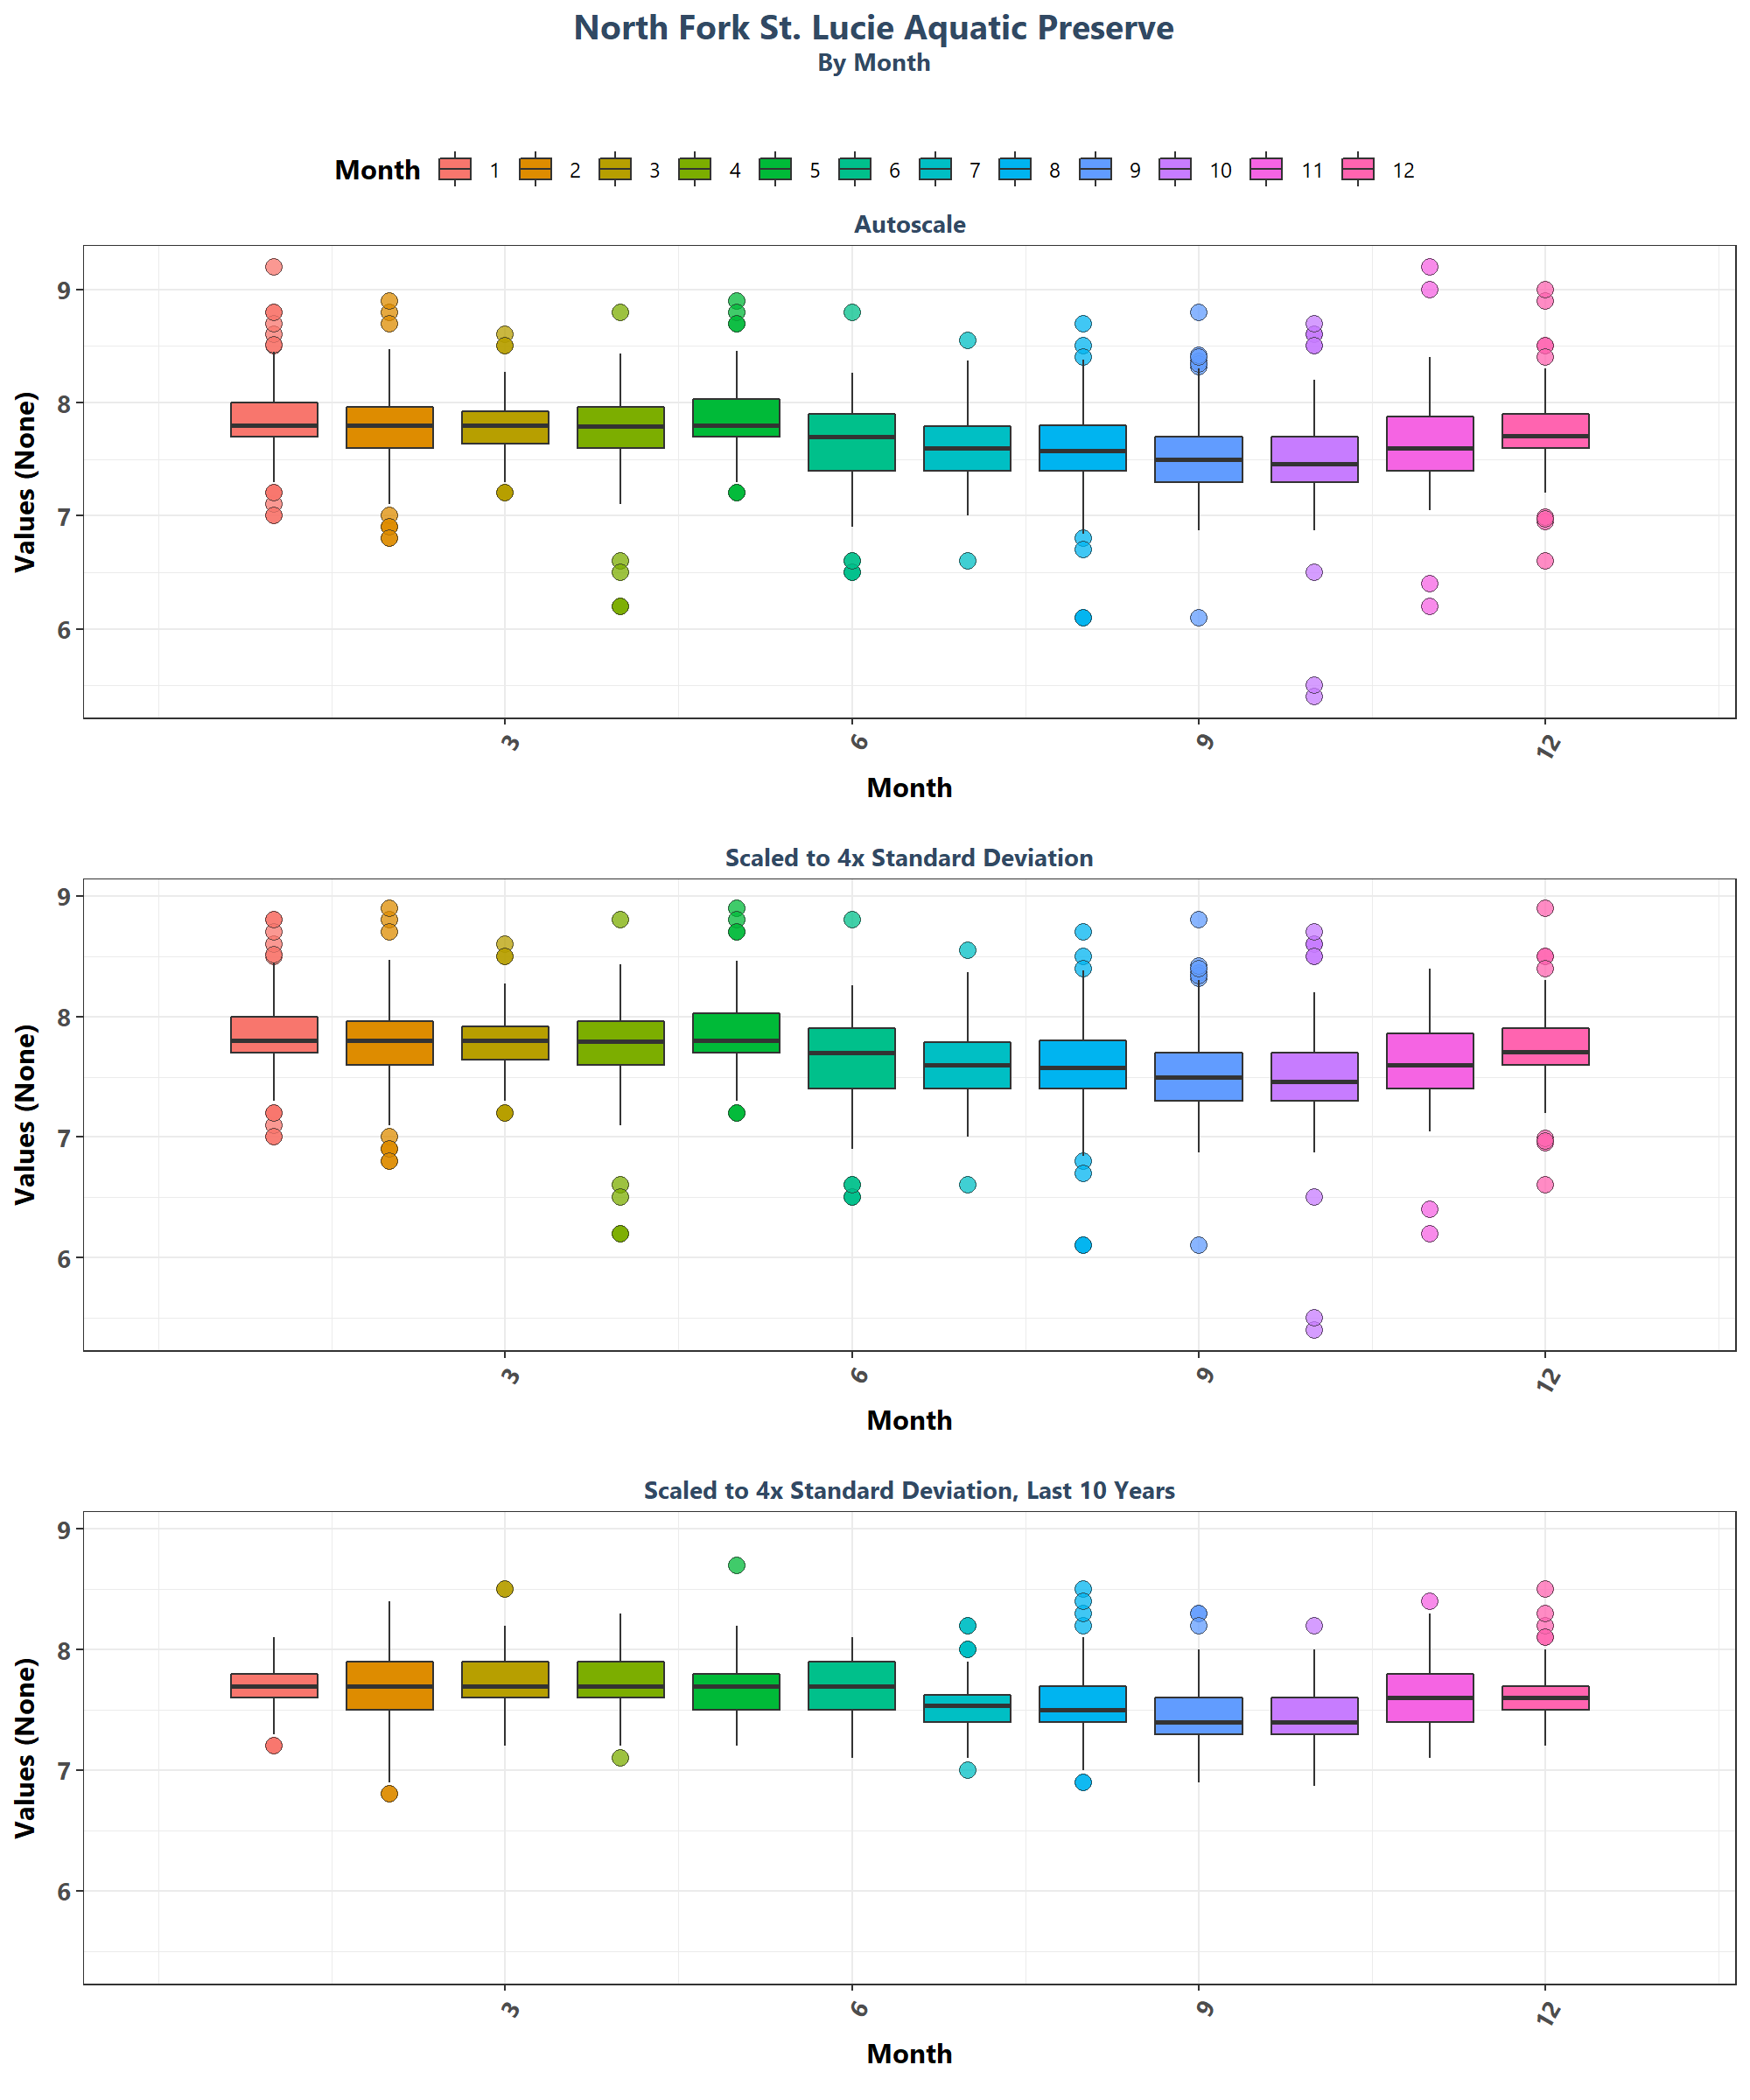 North Fork St. Lucie Aquatic Preserve
By Month
Month 1 2 3 4 5 6 7 8 9 10 11 12
Autoscale
Values (None)
9
8
7
6
3 6 9 12
Month
Scaled to 4x Standard Deviation
Values (None)
9
8
7
6
3 6 9 12
Month
Scaled to 4x Standard Deviation, Last 10 Years
Values (None)
9
8
7
6
3 6 9 12
Month